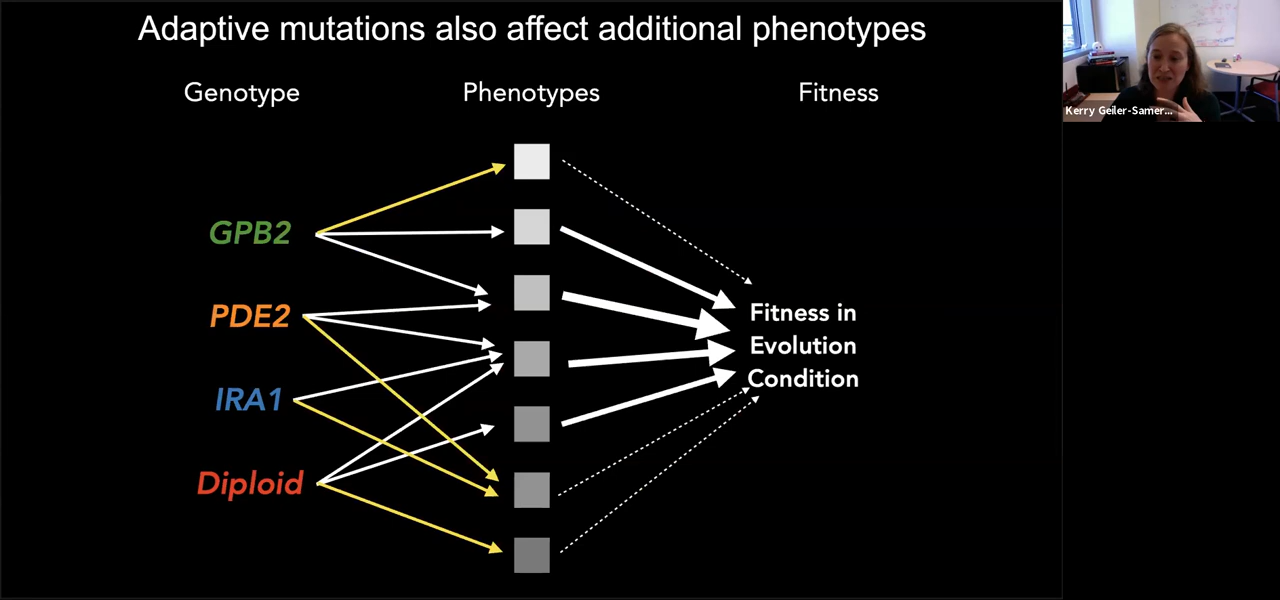 Adaptive mutations also affect additional phenotypes
Genotype
Phenotypes
Fitness
GPB2
PDE2
IRA1
Diploid
Fitness in
Evolution
Condition
Kerry Geiler-Samer...